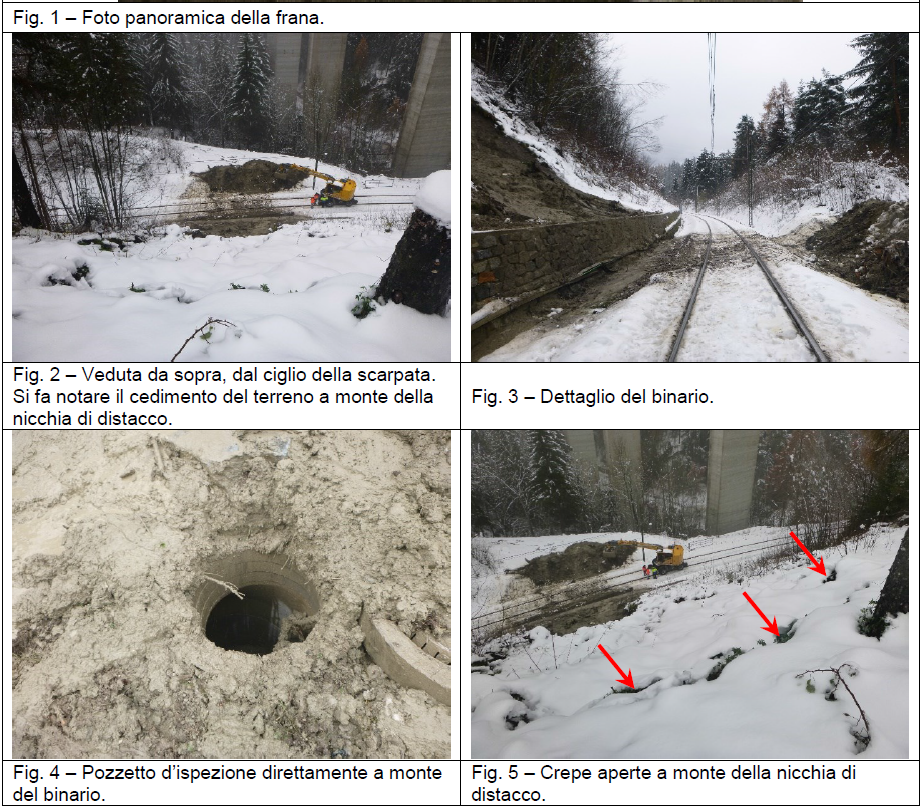 Fig. 1 – Foto panoramica della frana.
Fig. 2 – Veduta da sopra, dal ciglio della scarpata.
Si fa notare il cedimento del terreno a monte della
nicchia di distacco.
Fig. 3 – Dettaglio del binario.
Fig. 4 – Pozzetto d'ispezione direttamente a monte
del binario.
Fig. 5 – Crepe aperte a monte della nicchia di
distacco.